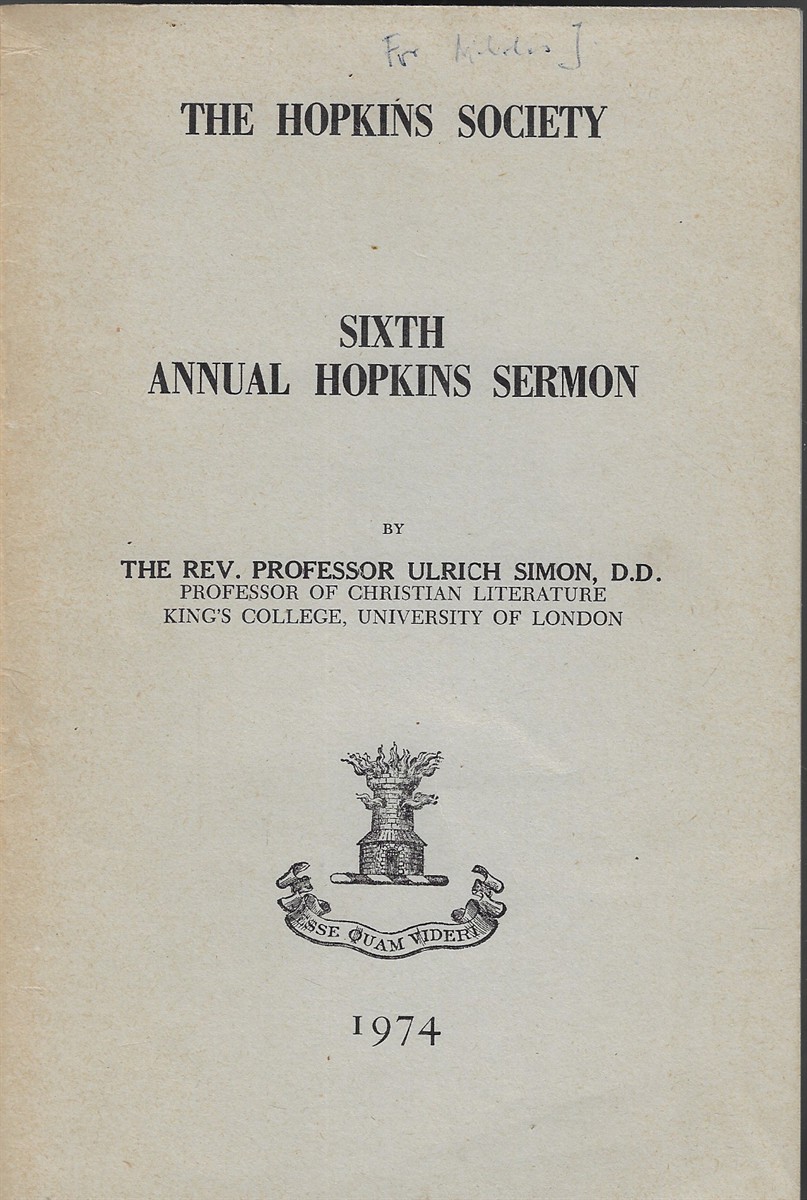 For
THE HOPKINS SOCIETY
SIXTH
ANNUAL HOPKINS SERMON
BY
THE REV. PROFESSOR ULRICH SIMON, D.D.
PROFESSOR OF CHRISTIAN LITERATURE
KING'S COLLEGE, UNIVERSITY OF LONDON
ESSE QUAM VIDERI
1974